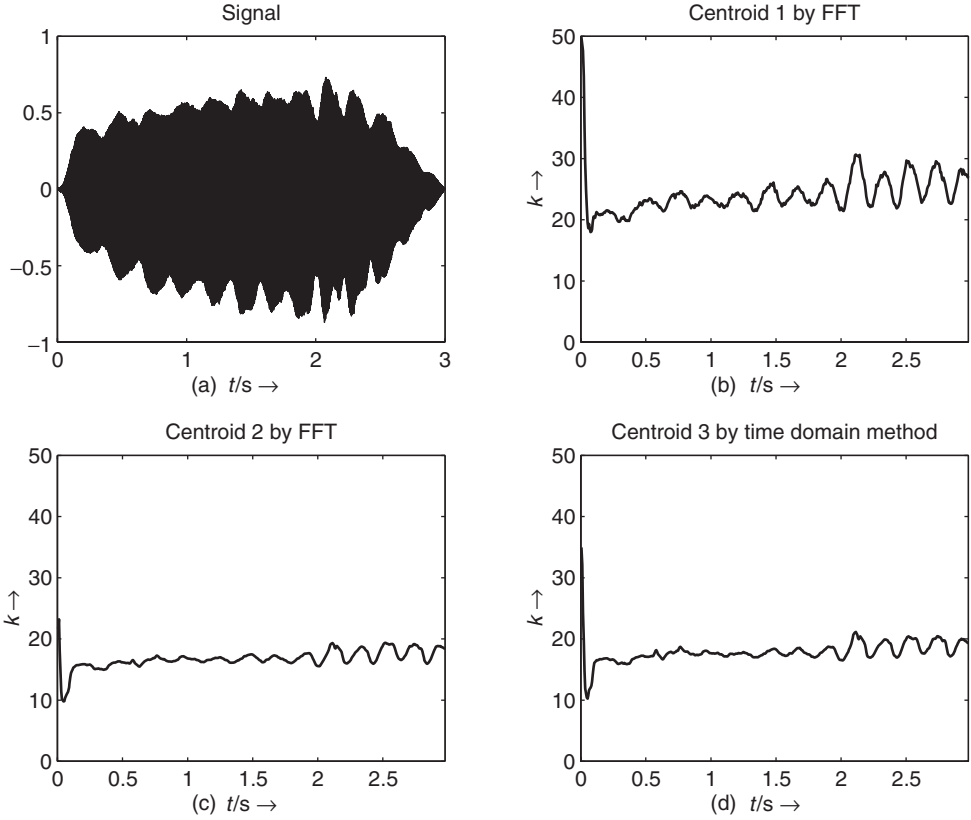 Signal
1
0.5
0
−0.5
−1
0 1 2 3
(a) t/s →
Centroid 1 by FFT
50
40
30
20
10
0
k →
0 0.5 1 1.5 2 2.5
(b) t/s →
Centroid 2 by FFT
50
40
30
20
10
0
k →
0 0.5 1 1.5 2 2.5
(c) t/s →
Centroid 3 by time domain method
50
40
30
20
10
0
k →
0 0.5 1 1.5 2 2.5
(d) t/s →